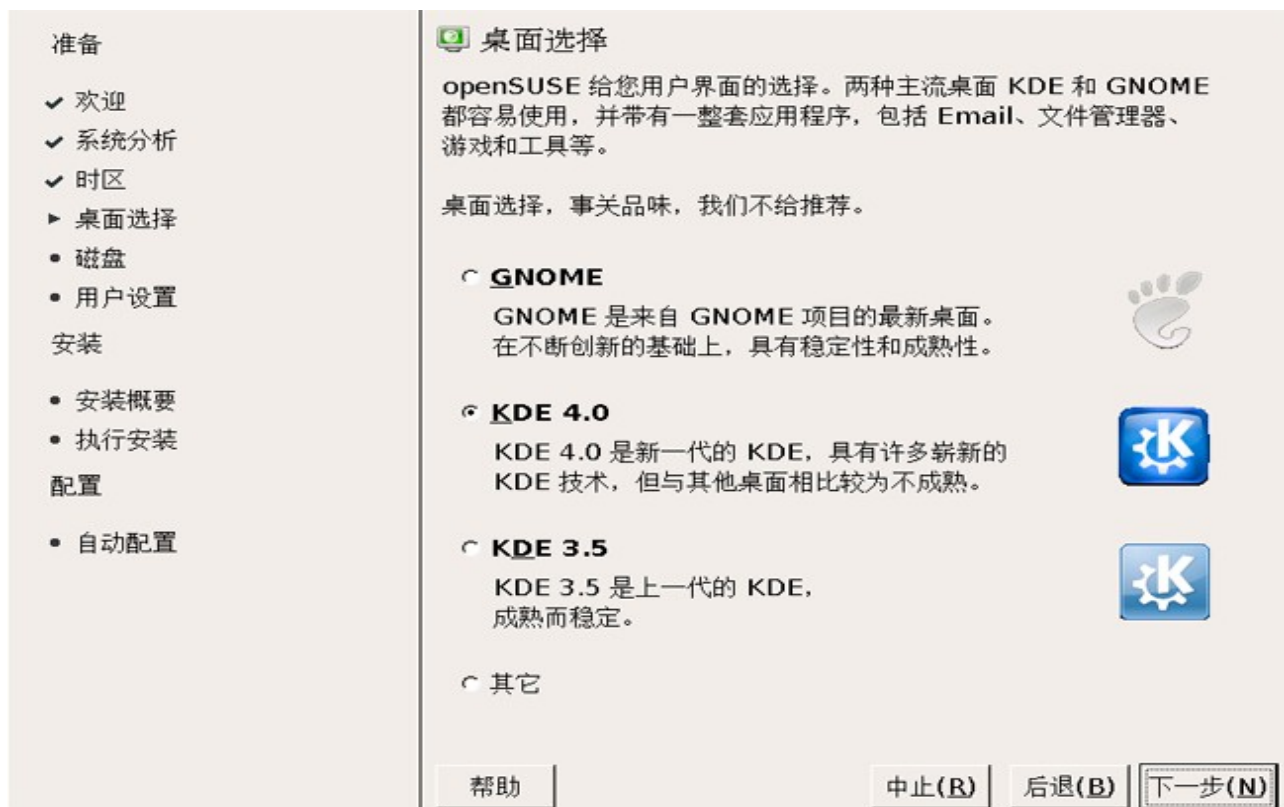 准备
欢迎
系统分析
时区
桌面选择
磁盘
用户设置
安装
安装概要
执行安装
配置
自动配置
桌面选择
openSUSE 给您用户界面的选择。两种主流桌面 KDE 和 GNOME
都容易使用，并带有一整套应用程序，包括 Email、文件管理器、
游戏和工具等。
桌面选择，事关品味，我们不给推荐。
GNOME
GNOME 是来自 GNOME 项目的最新桌面。
在不断创新的基础上，具有稳定性和成熟性。
KDE 4.0
KDE 4.0 是新一代的 KDE，具有许多崭新的
KDE 技术，但与其他桌面相比较为不成熟。
KDE 3.5
KDE 3.5 是上一代的 KDE，
成熟而稳定。
其它
帮助 中止(R) 后退(B) 下一步(N)